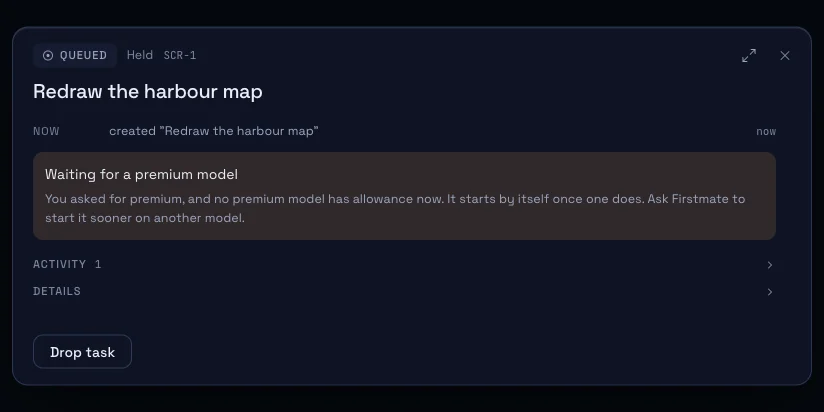 QUEUED Held SCR-1
Redraw the harbour map
NOW created "Redraw the harbour map" now
Waiting for a premium model
You asked for premium, and no premium model has allowance now. It starts by itself once one does. Ask Firstmate to
start it sooner on another model.
ACTIVITY 1
DETAILS
Drop task